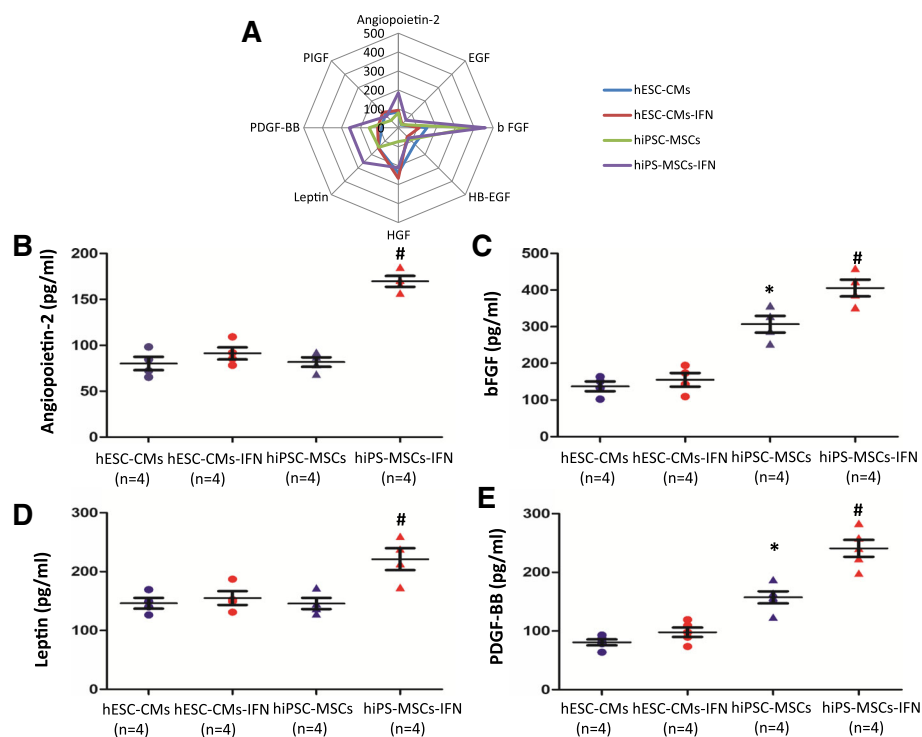 A
Angiopoietin-2
500
400
300
200
100
0
EGF
b FGF
HB-EGF
HGF
Leptin
PDGF-BB
PIGF
hESC-CMs
hESC-CMs-IFN
hiPSC-MSCs
hiPS-MSCs-IFN
B
Angiopoietin-2 (pg/ml)
200
150
100
50
0
#
hESC-CMs
(n=4)
hESC-CMs-IFN
(n=4)
hiPSC-MSCs
(n=4)
hiPS-MSCs-IFN
(n=4)
C
bFGF (pg/ml)
500
400
300
200
100
0
*
#
hESC-CMs
(n=4)
hESC-CMs-IFN
(n=4)
hiPSC-MSCs
(n=4)
hiPS-MSCs-IFN
(n=4)
D
Leptin (pg/ml)
300
200
100
0
#
hESC-CMs
(n=4)
hESC-CMs-IFN
(n=4)
hiPSC-MSCs
(n=4)
hiPS-MSCs-IFN
(n=4)
E
PDGF-BB (pg/ml)
300
200
100
0
*
#
hESC-CMs
(n=4)
hESC-CMs-IFN
(n=4)
hiPSC-MSCs
(n=4)
hiPS-MSCs-IFN
(n=4)